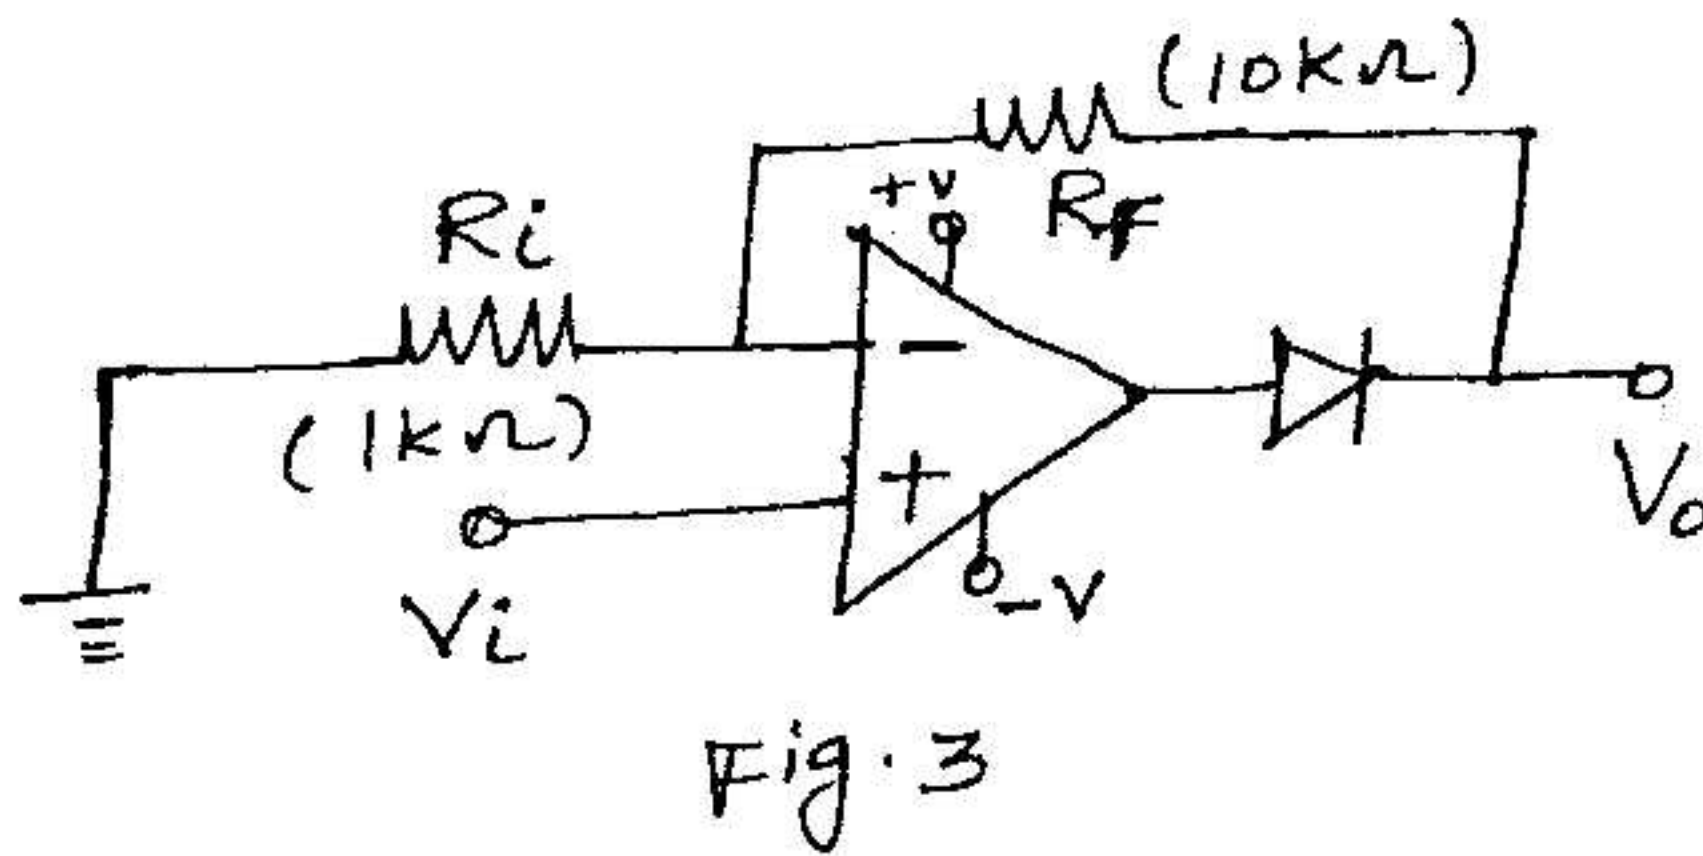 (10KΩ)
+V
RF
Ri
(1KΩ)
-
+
Vi
-V
Vo
Fig. 3